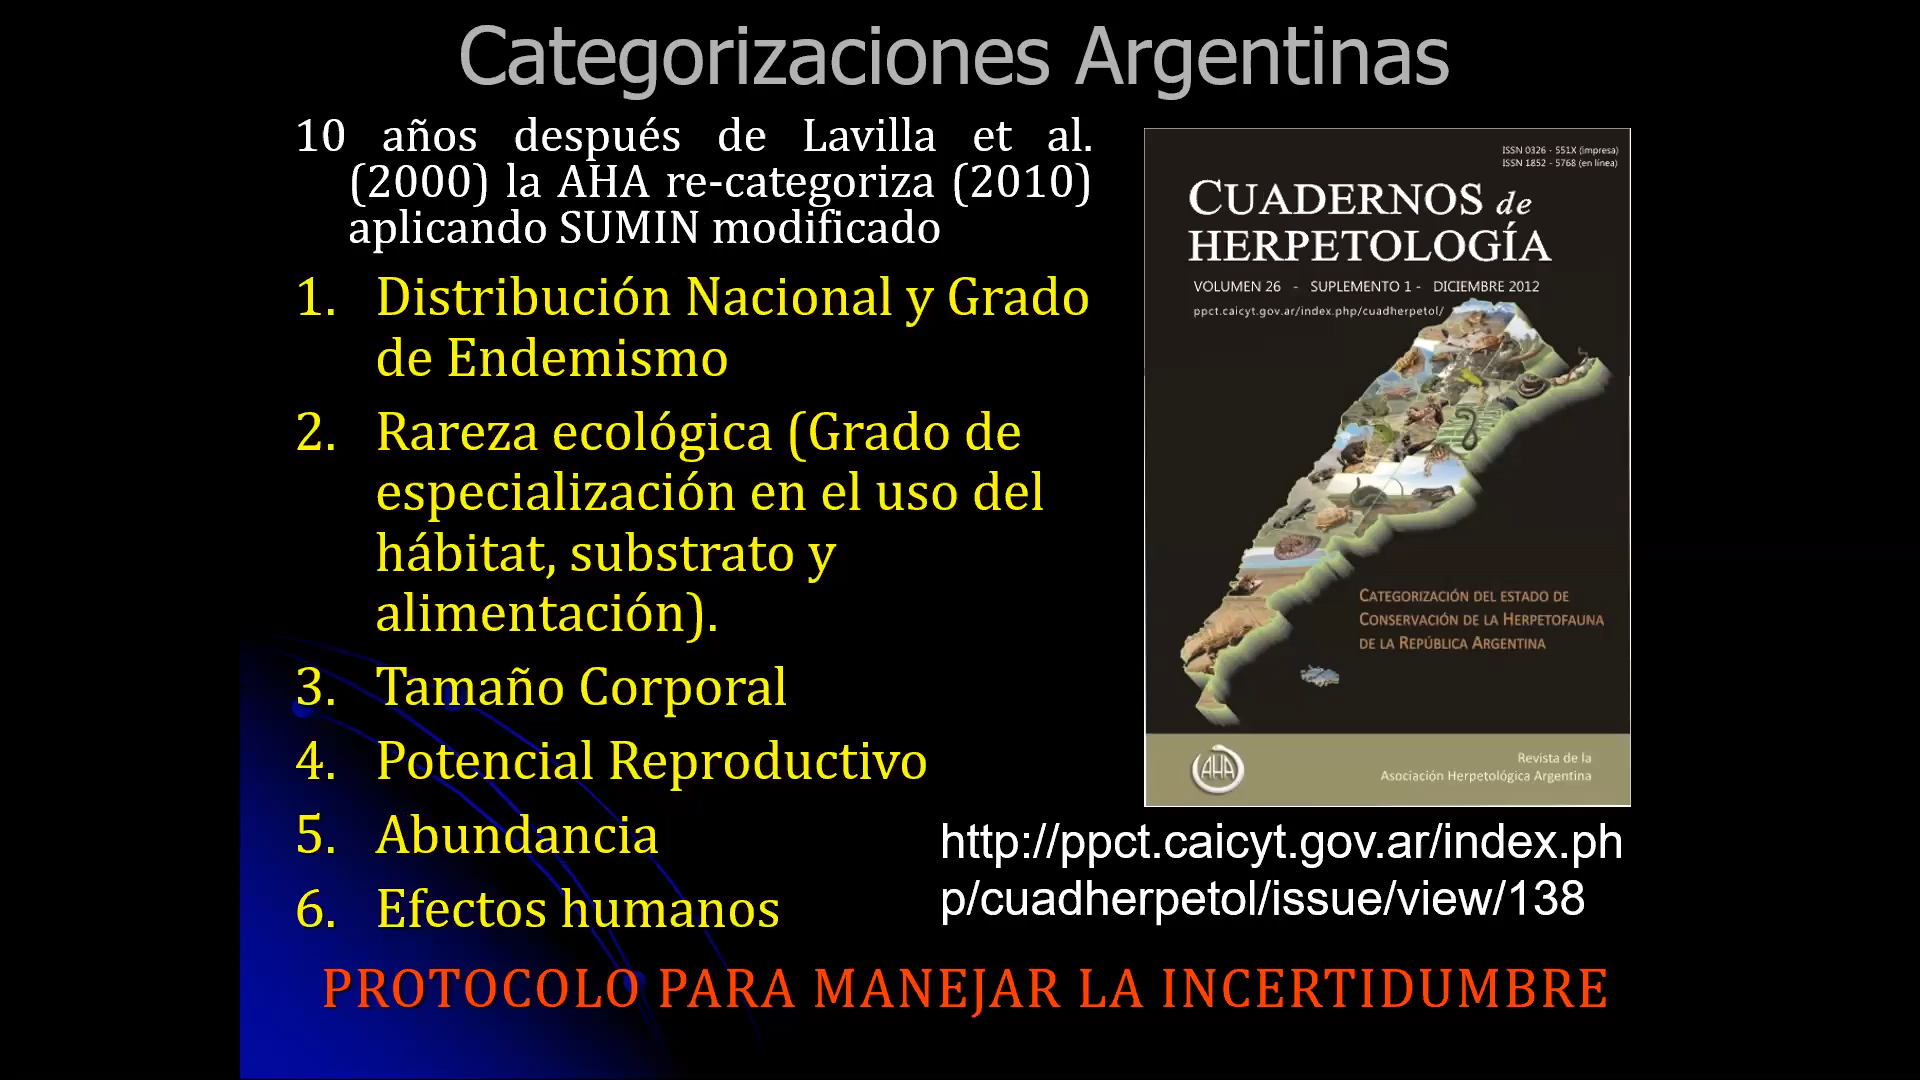 Categorizaciones Argentinas
10 años después de Lavilla et al.
(2000) la AHA re-categoriza (2010)
aplicando SUMIN modificado
1. Distribución Nacional y Grado
de Endemismo
2. Rareza ecológica (Grado de
especialización en el uso del
hábitat, substrato y
alimentación).
3. Tamaño Corporal
4. Potencial Reproductivo
5. Abundancia
6. Efectos humanos
ISSN 0326 - 551X (impresa)
ISSN 1852 - 5768 (en línea)
CUADERNOS de
HERPETOLOGÍA
VOLUMEN 26 - SUPLEMENTO 1 - DICIEMBRE 2012
ppct.caicyt.gov.ar/index.php/cuadherpetol/
CATEGORIZACIÓN DEL ESTADO DE
CONSERVACIÓN DE LA HERPETOFAUNA
DE LA REPÚBLICA ARGENTINA
AHA
Revista de la
Asociación Herpetológica Argentina
http://ppct.caicyt.gov.ar/index.ph
p/cuadherpetol/issue/view/138
PROTOCOLO PARA MANEJAR LA INCERTIDUMBRE